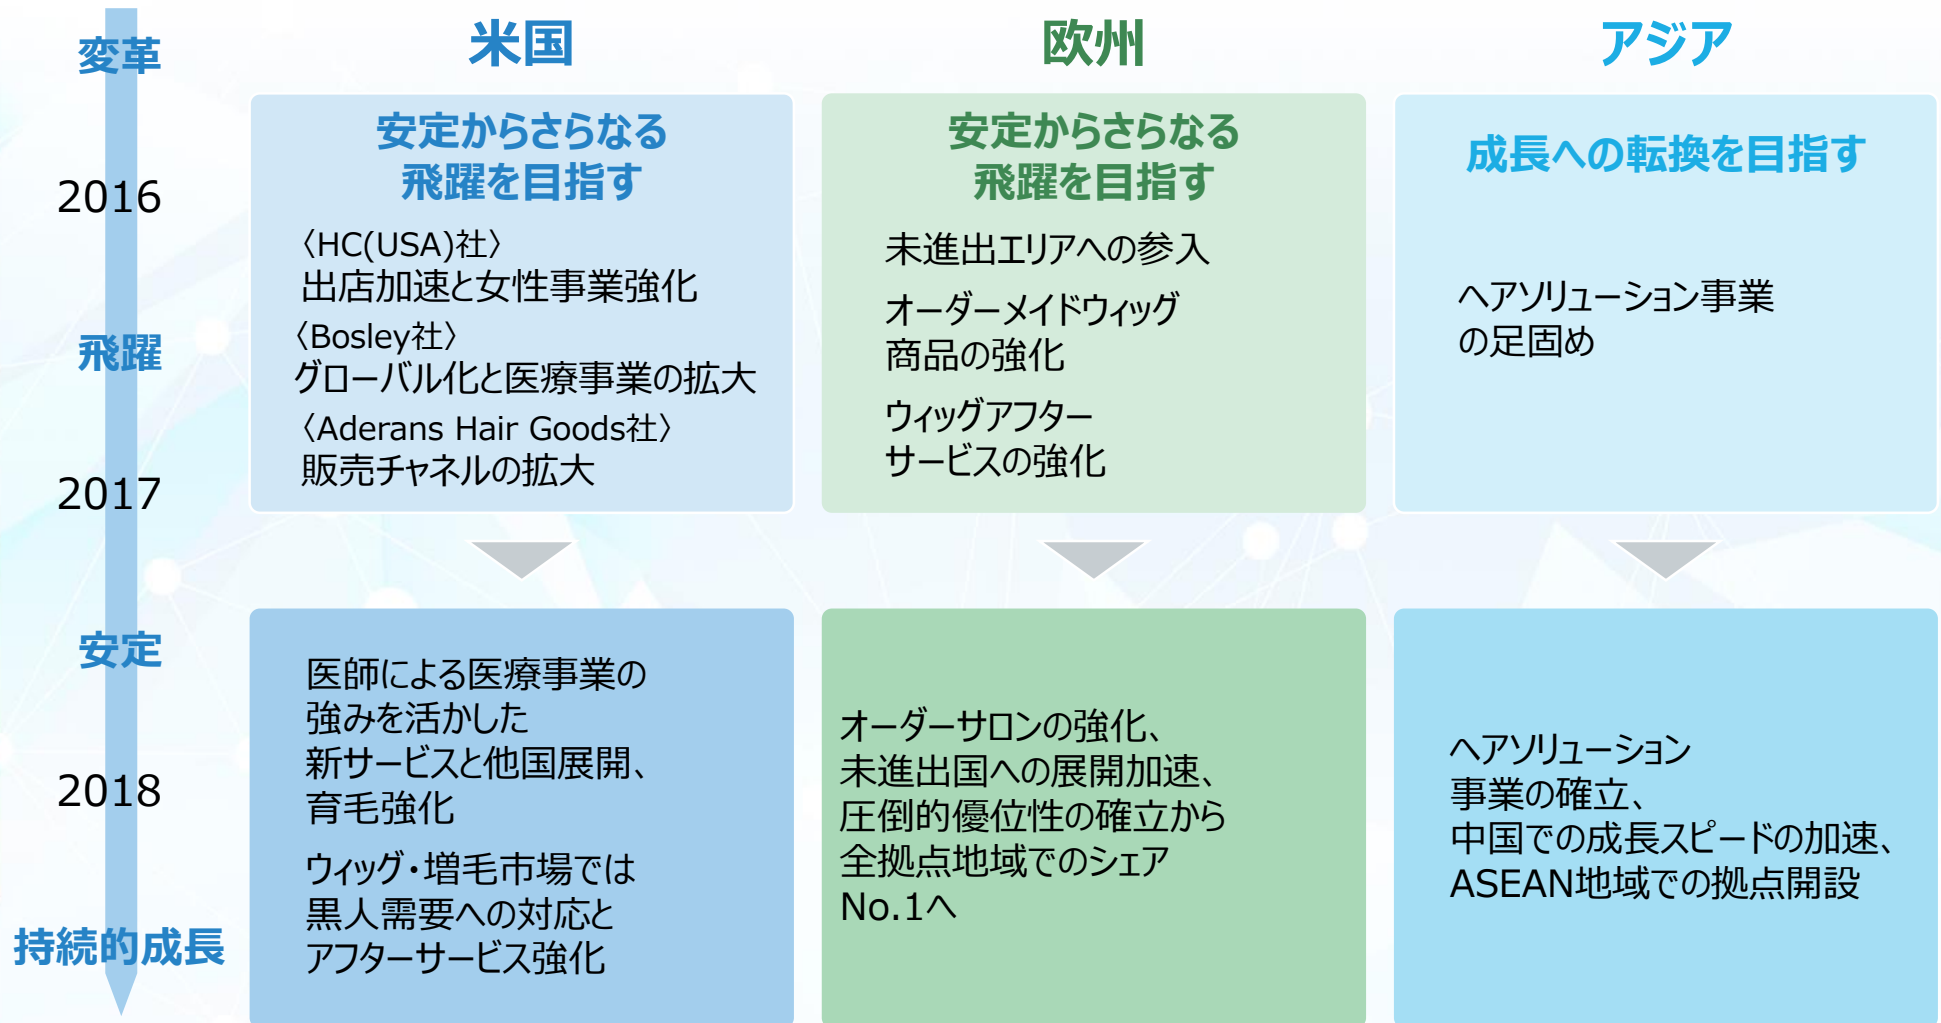 変革
2016
飛躍
2017
安定
2018
持続的成長
米国
安定からさらなる
飛躍を目指す
〈HC(USA)社〉
出店加速と女性事業強化
〈Bosley社〉
グローバル化と医療事業の拡大
〈Aderans Hair Goods社〉
販売チャネルの拡大
医師による医療事業の
強みを活かした
新サービスと他国展開、
育毛強化
ウィッグ・増毛市場では
黒人需要への対応と
アフターサービス強化
欧州
安定からさらなる
飛躍を目指す
未進出エリアへの参入
オーダーメイドウィッグ
商品の強化
ウィッグアフター
サービスの強化
オーダーサロンの強化、
未進出国への展開加速、
圧倒的優位性の確立から
全拠点地域でのシェア
No.1へ
アジア
成長への転換を目指す
ヘアソリューション事業
の足固め
ヘアソリューション
事業の確立、
中国での成長スピードの加速、
ASEAN地域での拠点開設